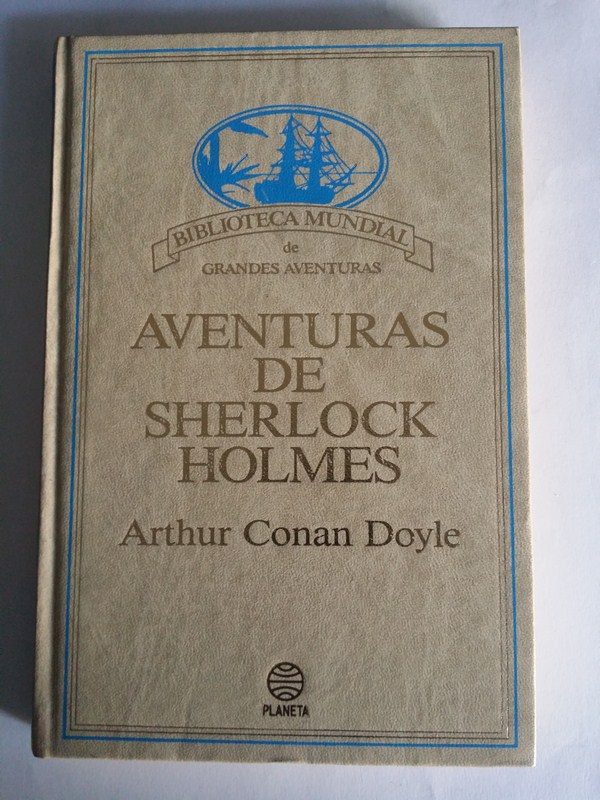 BIBLIOTECA MUNDIAL
de
GRANDES AVENTURAS
AVENTURAS
DE
SHERLOCK
HOLMES
Arthur Conan Doyle
PLANETA